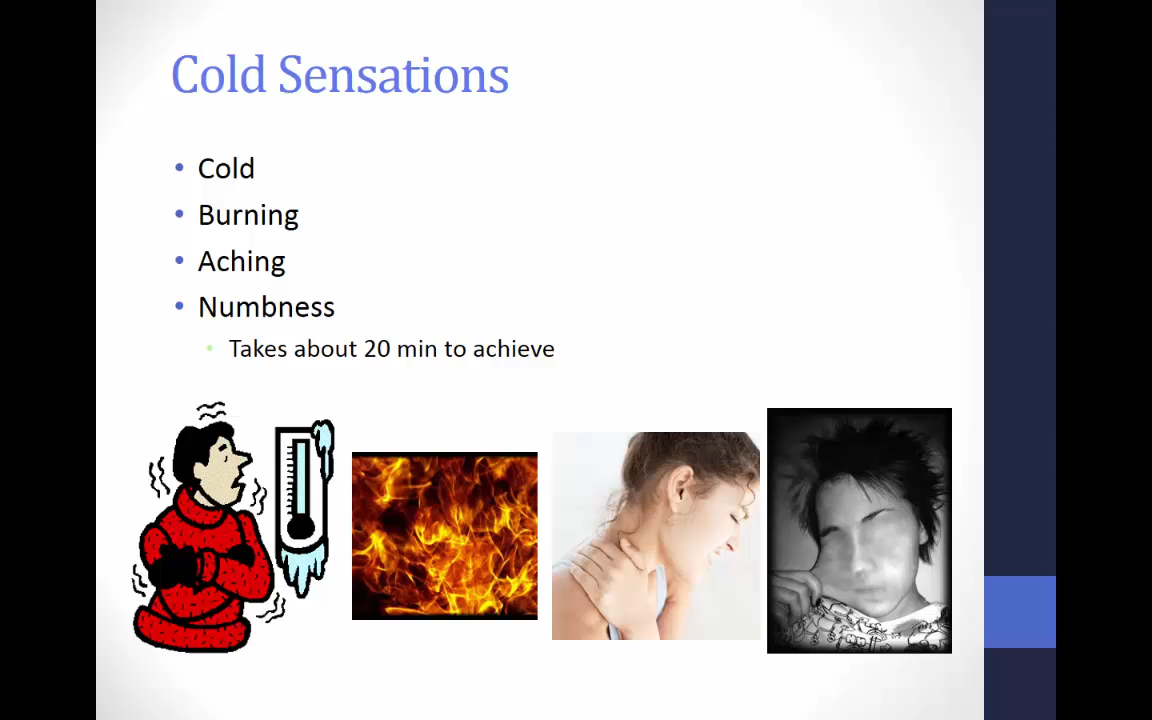 Cold Sensations
• Cold
• Burning
• Aching
• Numbness
• Takes about 20 min to achieve